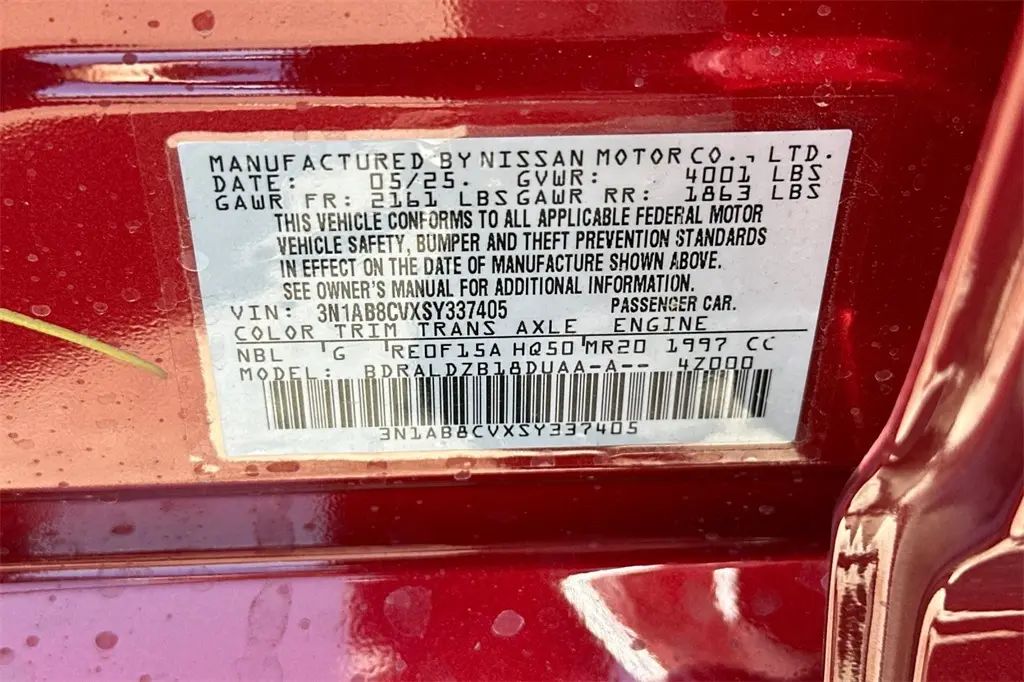 MANUFACTURED BY NISSAN MOTOR CO., LTD.
DATE: 05/25. GVWR: 4001 LBS
GAWR FR: 2161 LBS GAWR RR: 1863 LBS
THIS VEHICLE CONFORMS TO ALL APPLICABLE FEDERAL MOTOR
VEHICLE SAFETY, BUMPER AND THEFT PREVENTION STANDARDS
IN EFFECT ON THE DATE OF MANUFACTURE SHOWN ABOVE.
SEE OWNER'S MANUAL FOR ADDITIONAL INFORMATION.
VIN: 3N1AB8CVXSY337405 PASSENGER CAR.
COLOR TRIM TRANS AXLE ENGINE
NBL G RE0F15A HQ50 MR20 1997 CC
MODEL: BDRALDZB18DUAA-A-- 4Z000
3N1AB8CVXSY337405